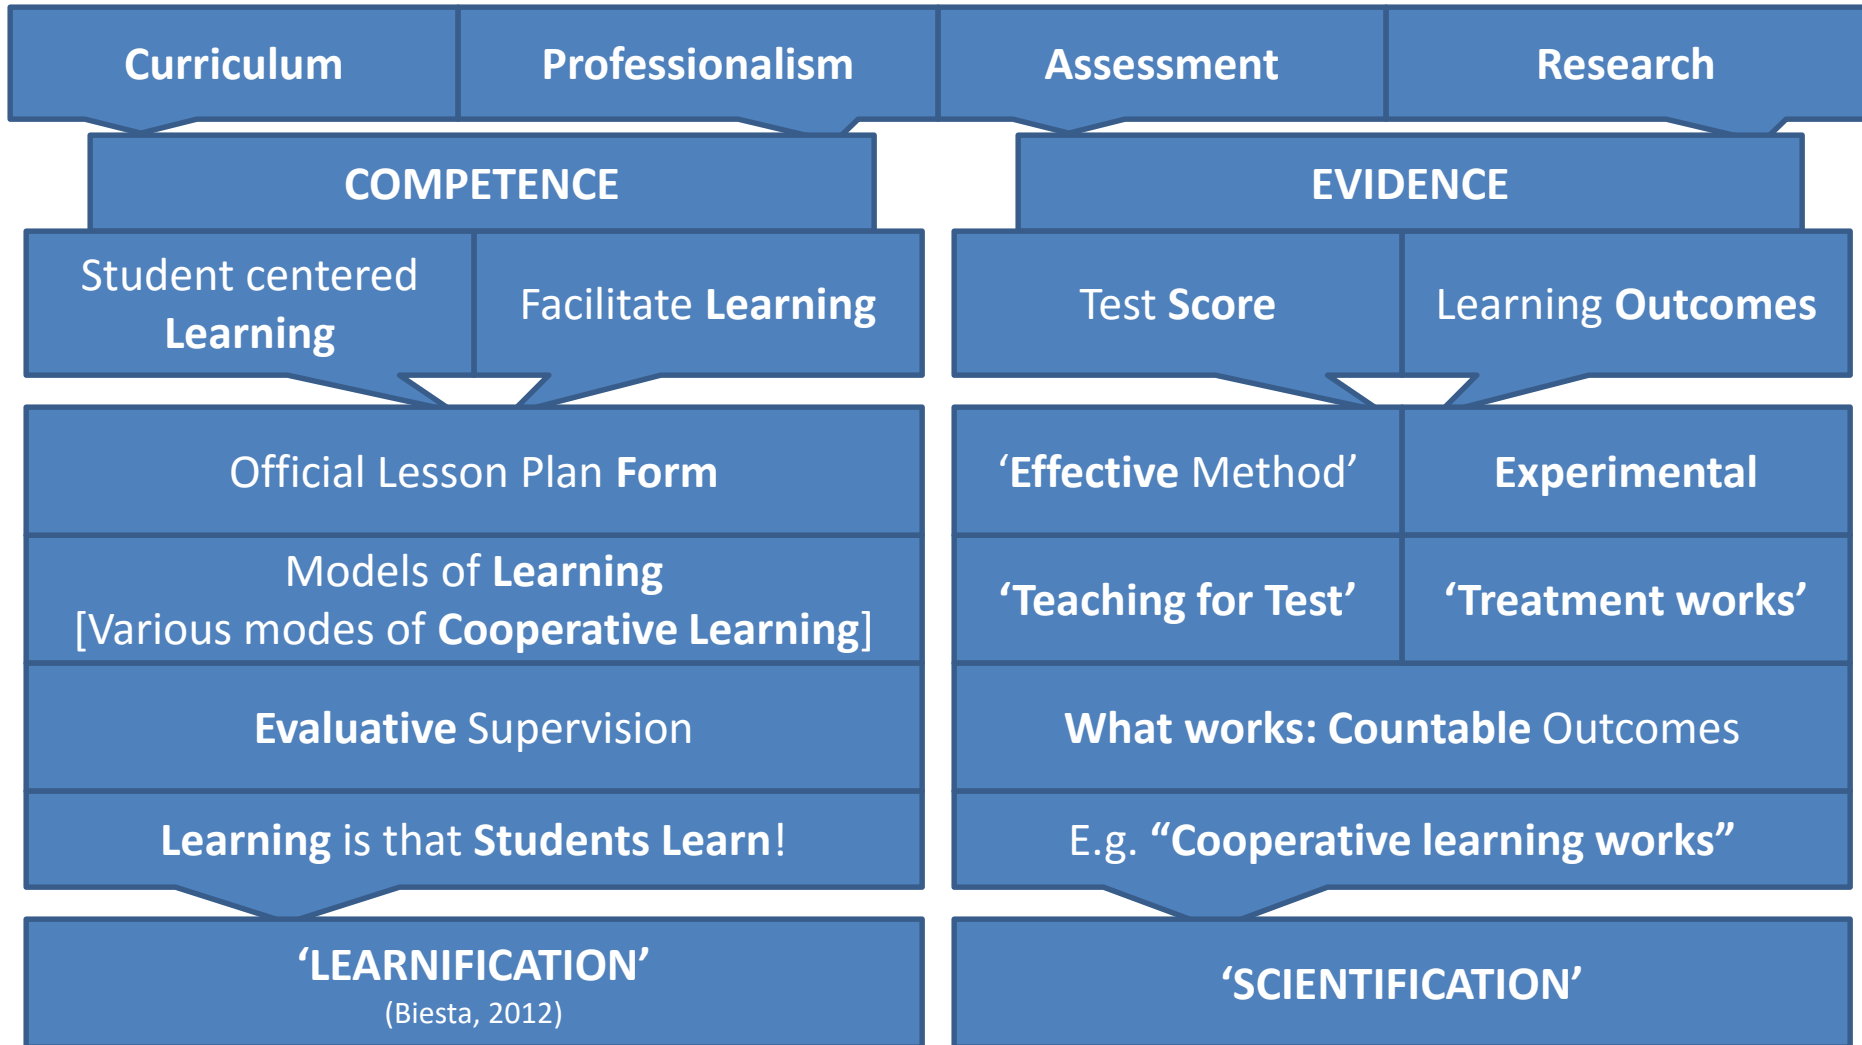 Curriculum
Professionalism
Assessment
Research
COMPETENCE
EVIDENCE
Student centered
Learning
Facilitate Learning
Test Score
Learning Outcomes
Official Lesson Plan Form
‘Effective Method’
Experimental
Models of Learning
[Various modes of Cooperative Learning]
‘Teaching for Test’
‘Treatment works’
Evaluative Supervision
What works: Countable Outcomes
Learning is that Students Learn!
E.g. “Cooperative learning works”
‘LEARNIFICATION’
(Biesta, 2012)
‘SCIENTIFICATION’